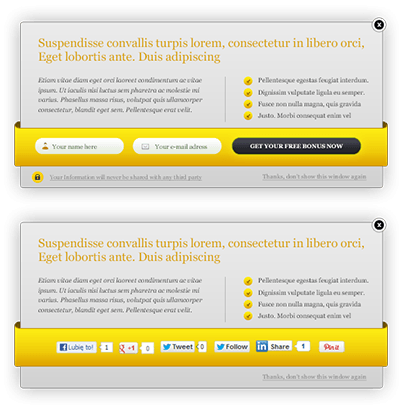 Suspendisse convallis turpis lorem, consectetur in libero orci,
Eget lobortis ante. Duis adipiscing
Etiam vitae diam eget orci laoreet condimentum ac vitae
ipsum. Ut iaculis nisi luctus sem pharetra ac molestie mi
varius. Phasellus massa risus, volutpat quis ullamcorper
commodo, blandit eget erat. Pellentesque erat velit.
Pellentesque egestas feugiat interdum.
Dignissim vulputate ligula eu semper.
Fusce non nulla magna, quis gravida
Justo. Morbi consequat enim vel
Your name here
Your e-mail adress
GET YOUR FREE BONUS NOW
Your Information will never be shared with any third party
Thanks, don't show this window again
Suspendisse convallis turpis lorem, consectetur in libero orci,
Eget lobortis ante. Duis adipiscing
Etiam vitae diam eget orci laoreet condimentum ac vitae
ipsum. Ut iaculis nisi luctus sem pharetra ac molestie mi
varius. Phasellus massa risus, volutpat quis ullamcorper
commodo, blandit eget erat. Pellentesque erat velit.
Pellentesque egestas feugiat interdum.
Dignissim vulputate ligula eu semper.
Fusce non nulla magna, quis gravida
Justo. Morbi consequat enim vel
Lubię to! 1 +1 0 Tweet 0 Follow in Share 1 Pin it
Thanks, don't show this window again